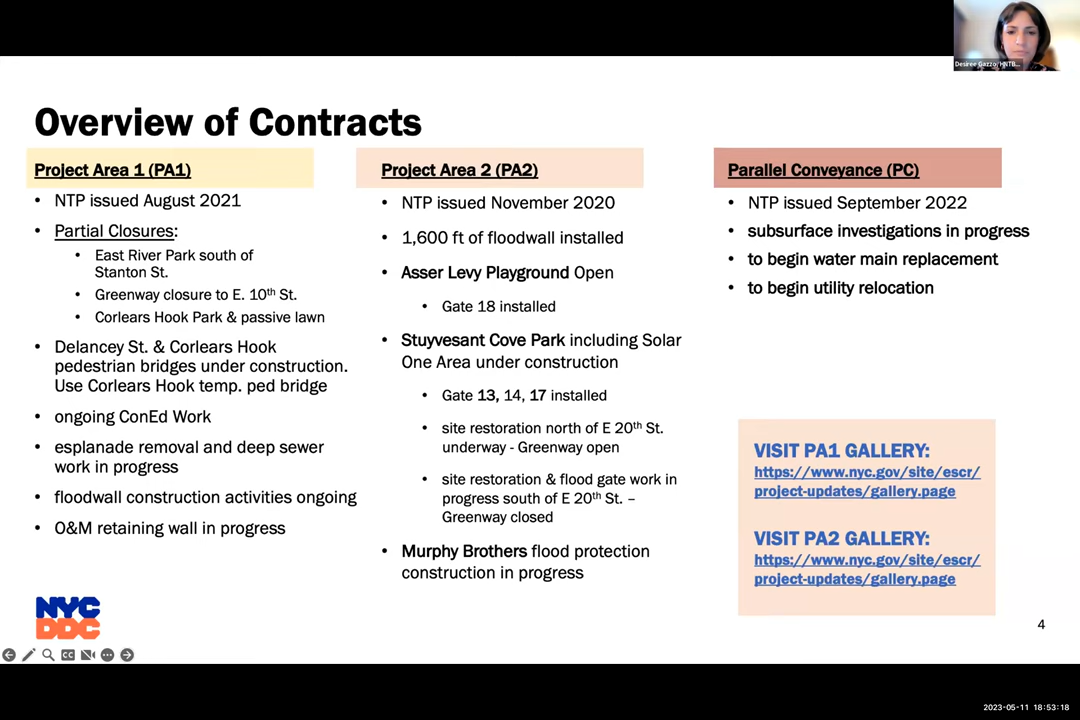 Desiree Gazzo/HNTB...
Overview of Contracts
Project Area 1 (PA1)
• NTP issued August 2021
• Partial Closures:
• East River Park south of
Stanton St.
• Greenway closure to E. 10th St.
• Corlears Hook Park & passive lawn
• Delancey St. & Corlears Hook
pedestrian bridges under construction.
Use Corlears Hook temp. ped bridge
• ongoing ConEd Work
• esplanade removal and deep sewer
work in progress
• floodwall construction activities ongoing
• O&M retaining wall in progress
Project Area 2 (PA2)
• NTP issued November 2020
• 1,600 ft of floodwall installed
• Asser Levy Playground Open
• Gate 18 installed
• Stuyvesant Cove Park including Solar
One Area under construction
• Gate 13, 14, 17 installed
• site restoration north of E 20th St.
underway - Greenway open
• site restoration & flood gate work in
progress south of E 20th St. –
Greenway closed
• Murphy Brothers flood protection
construction in progress
Parallel Conveyance (PC)
• NTP issued September 2022
• subsurface investigations in progress
• to begin water main replacement
• to begin utility relocation
VISIT PA1 GALLERY:
https://www.nyc.gov/site/escr/
project-updates/gallery.page
VISIT PA2 GALLERY:
https://www.nyc.gov/site/escr/
project-updates/gallery.page
NYC
DDC
4
CC
2023-05-11 18:53:18